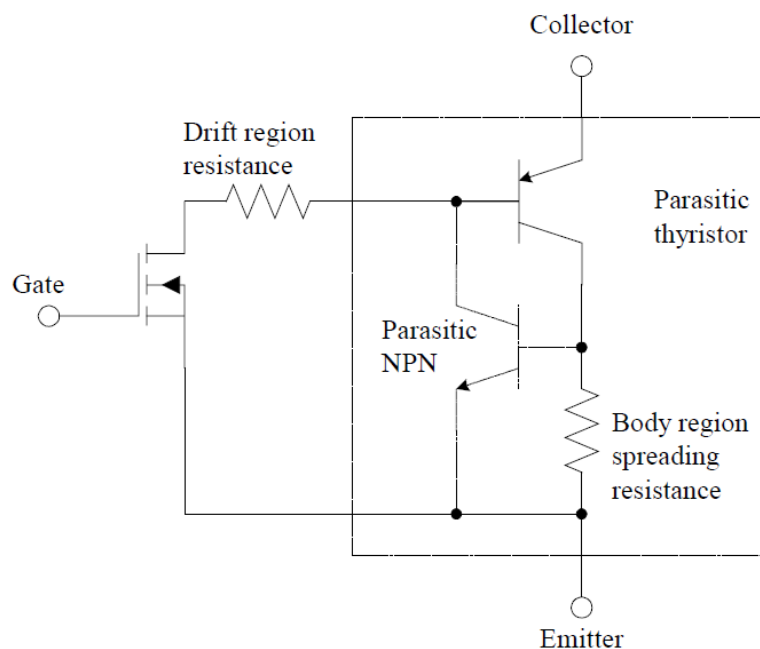 Collector
Drift region
resistance
Parasitic
thyristor
Gate
Parasitic
NPN
Body region
spreading
resistance
Emitter